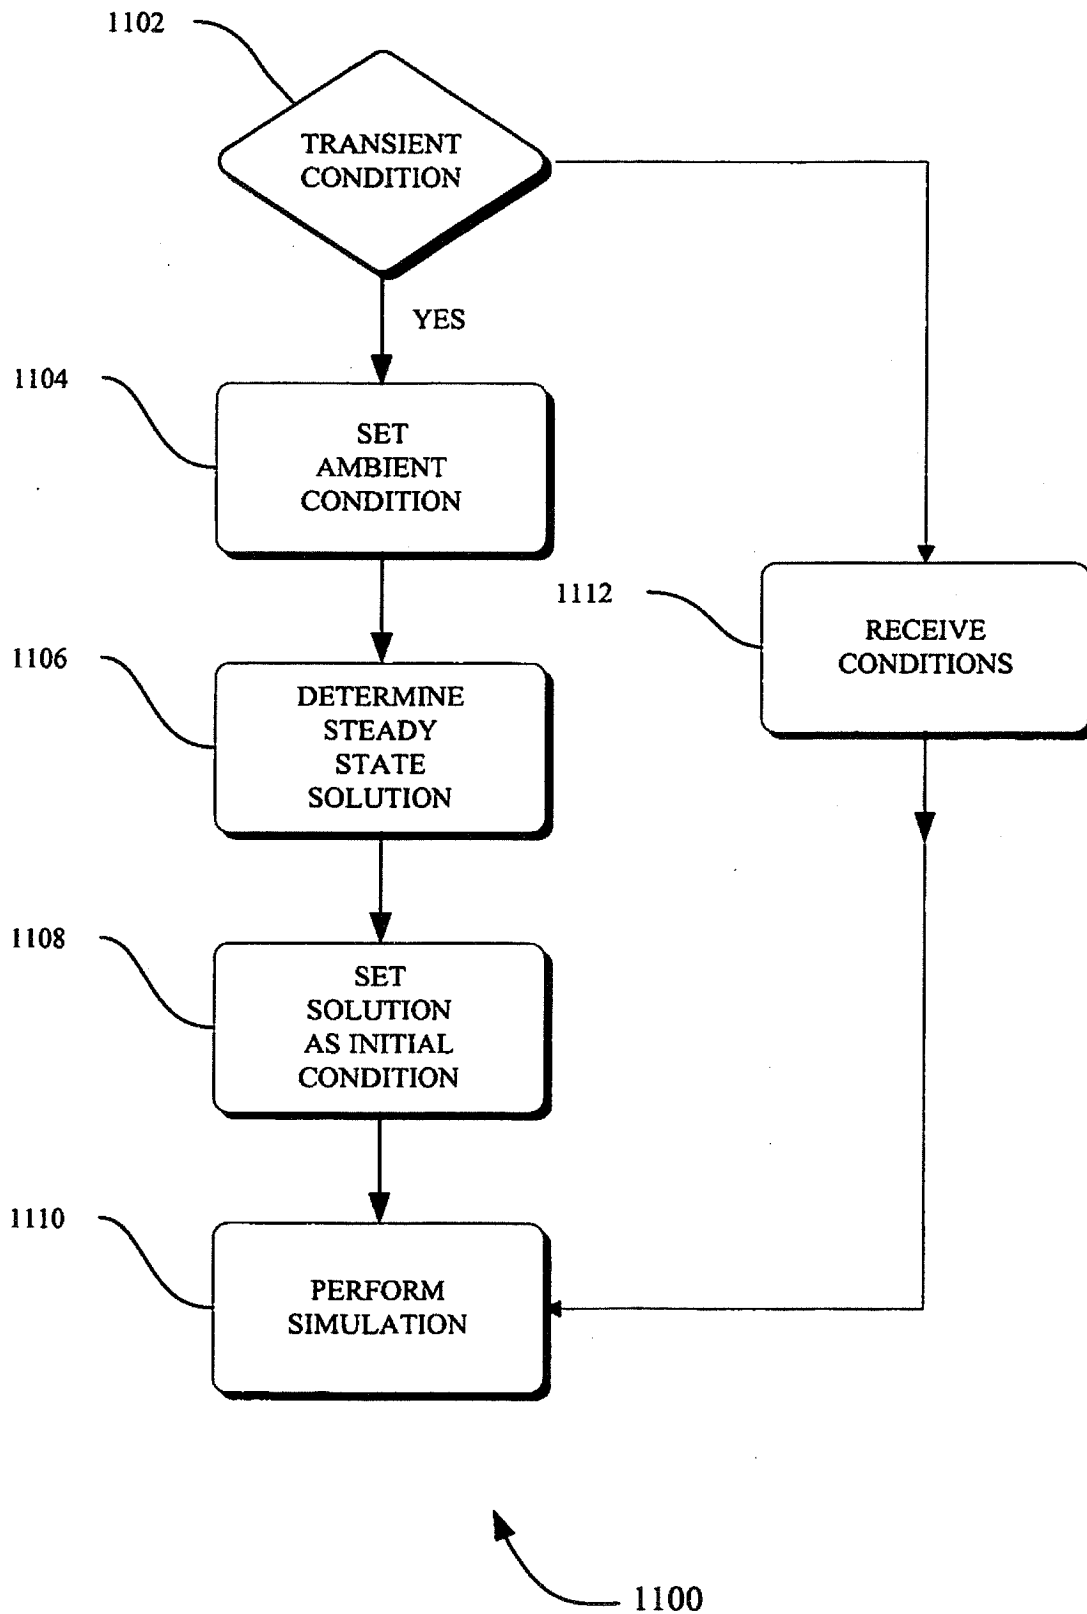 1102
TRANSIENT
CONDITION
YES
1104
SET
AMBIENT
CONDITION
1112
RECEIVE
CONDITIONS
1106
DETERMINE
STEADY
STATE
SOLUTION
1108
SET
SOLUTION
AS INITIAL
CONDITION
1110
PERFORM
SIMULATION
1100